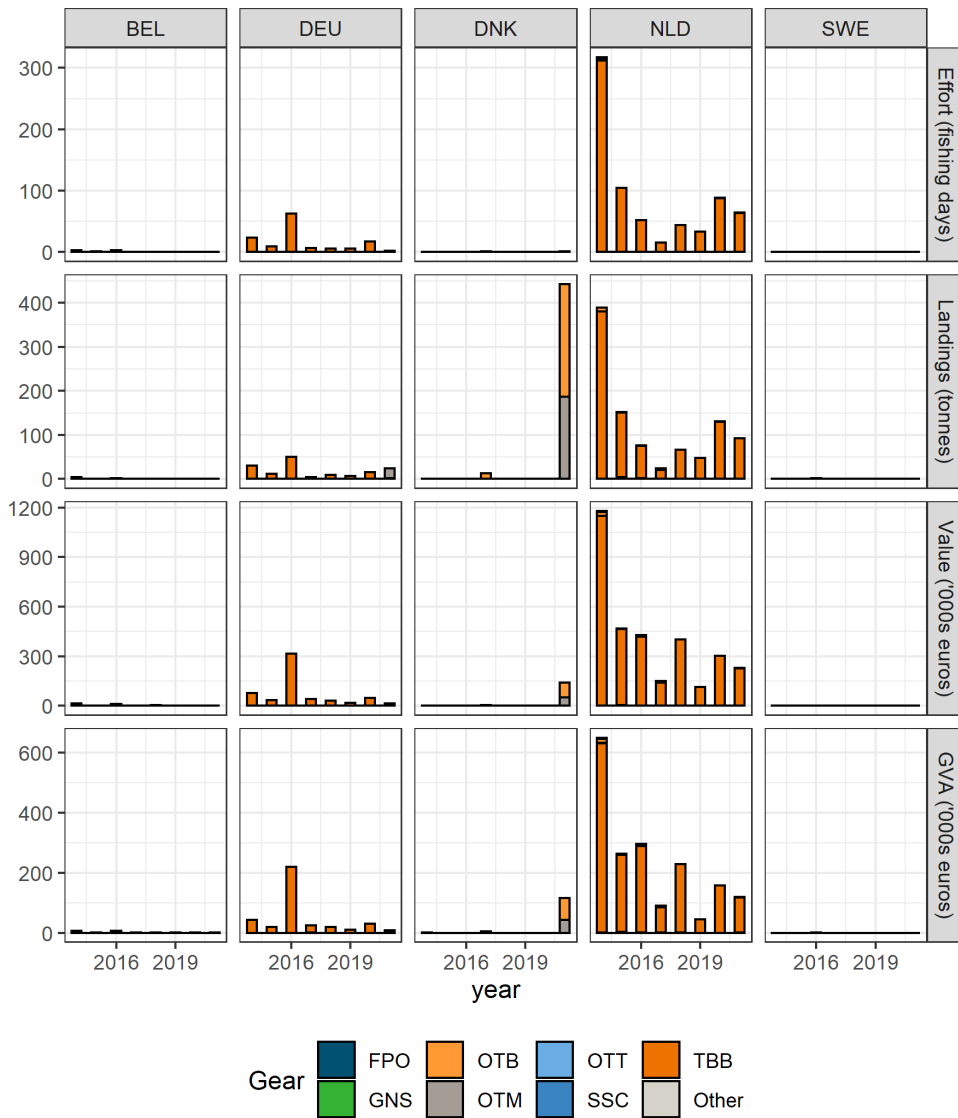 BEL DEU DNK NLD SWE
300
200
100
0
Effort (fishing days)
400
300
200
100
0
Landings (tonnes)
1200
900
600
300
0
Value ('000s euros)
600
400
200
0
GVA ('000s euros)
2016 2019 2016 2019 2016 2019 2016 2019 2016 2019
year
Gear
FPO OTB OTT TBB
GNS OTM SSC Other